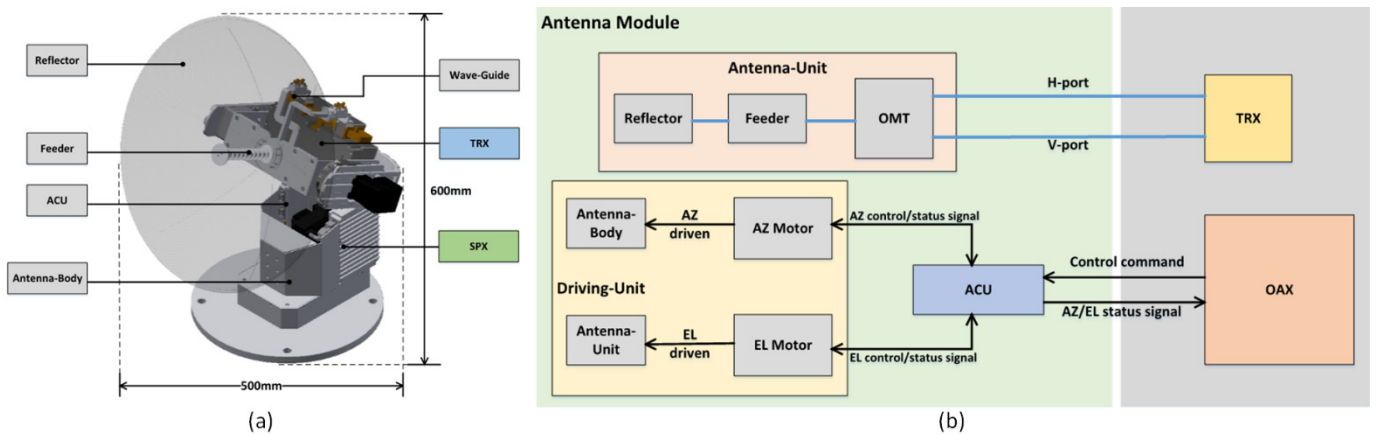 Reflector
Wave-Guide
Feeder
TRX
ACU
600mm
SPX
Antenna-Body
500mm
(a)
Antenna Module
Antenna-Unit
Reflector
Feeder
OMT
H-port
V-port
TRX
Antenna-
Body
AZ
driven
AZ Motor
AZ control/status signal
Driving-Unit
ACU
Control command
AZ/EL status signal
OAX
Antenna-
Unit
EL
driven
EL Motor
EL control/status signal
(b)